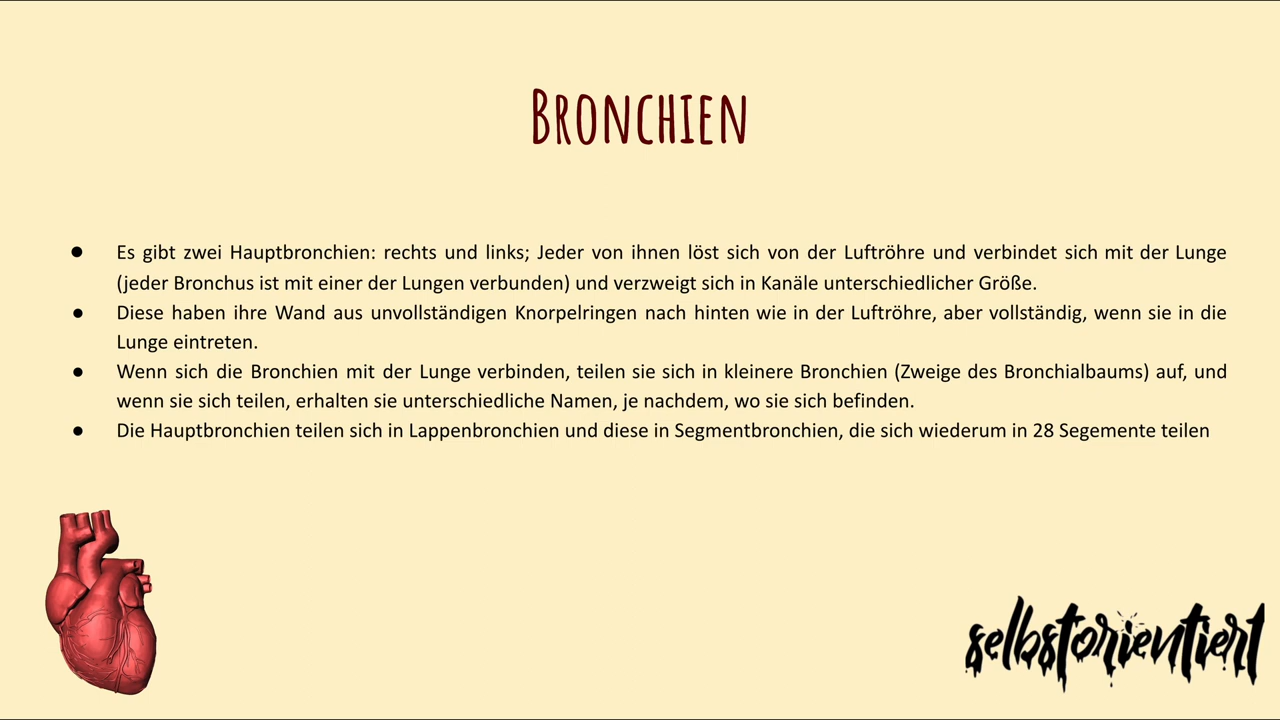 Bronchien
● Es gibt zwei Hauptbronchien: rechts und links; Jeder von ihnen löst sich von der Luftröhre und verbindet sich mit der Lunge
(jeder Bronchus ist mit einer der Lungen verbunden) und verzweigt sich in Kanäle unterschiedlicher Größe.
● Diese haben ihre Wand aus unvollständigen Knorpelringen nach hinten wie in der Luftröhre, aber vollständig, wenn sie in die
Lunge eintreten.
● Wenn sich die Bronchien mit der Lunge verbinden, teilen sie sich in kleinere Bronchien (Zweige des Bronchialbaums) auf, und
wenn sie sich teilen, erhalten sie unterschiedliche Namen, je nachdem, wo sie sich befinden.
● Die Hauptbronchien teilen sich in Lappenbronchien und diese in Segmentbronchien, die sich wiederum in 28 Segemente teilen
selbstorientiert